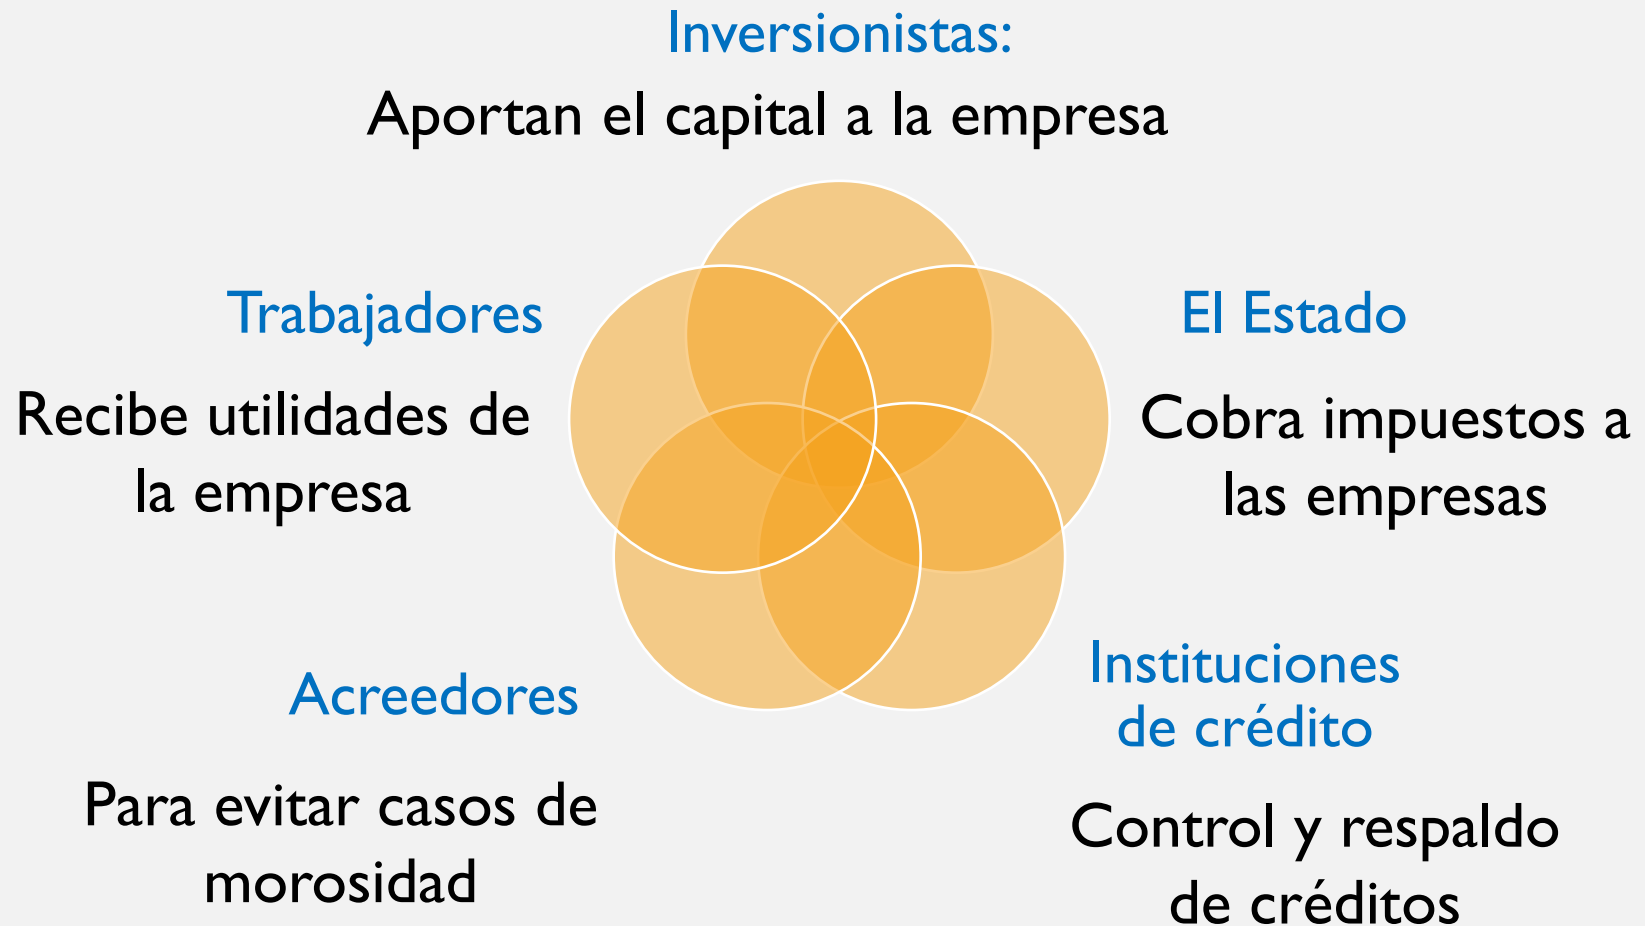 Inversionistas:
Aportan el capital a la empresa
Trabajadores
Recibe utilidades de
la empresa
El Estado
Cobra impuestos a
las empresas
Acreedores
Para evitar casos de
morosidad
Instituciones
de crédito
Control y respaldo
de créditos